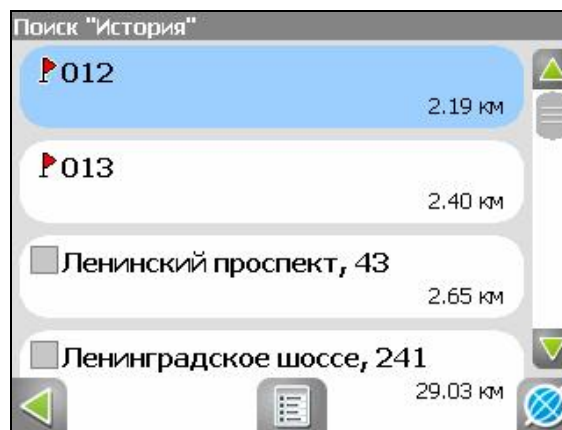 Поиск "История"
012
2.19 км
013
2.40 км
Ленинский проспект, 43
2.65 км
Ленинградское шоссе, 241
29.03 км